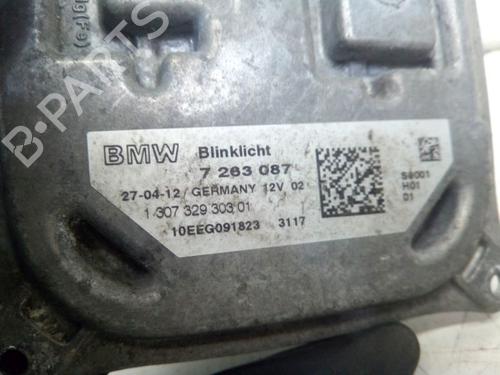 BMW Blinklicht
7 263 087
27-04-12 / GERMANY 12V 02
1 307 329 303 01
10EEG091823 3117
S8001
H01
01
B-PARTS